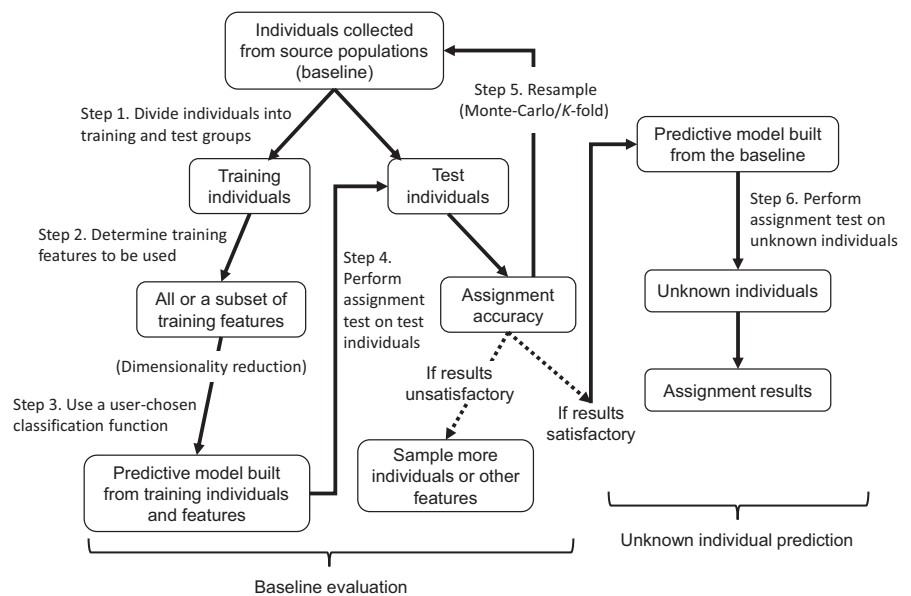 Individuals collected
from source populations
(baseline)
Step 1. Divide individuals into
training and test groups
Step 5. Resample
(Monte-Carlo/K-fold)
Training
individuals
Test
individuals
Predictive model built
from the baseline
Step 2. Determine training
features to be used
Step 4.
Perform
assignment
test on test
individuals
Step 6. Perform
assignment test on
unknown individuals
All or a subset of
training features
Assignment
accuracy
Unknown individuals
(Dimensionality reduction)
If results
unsatisfactory
If results
satisfactory
Assignment results
Step 3. Use a user-chosen
classification function
Predictive model built
from training individuals
and features
Sample more
individuals or other
features
Baseline evaluation
Unknown individual prediction